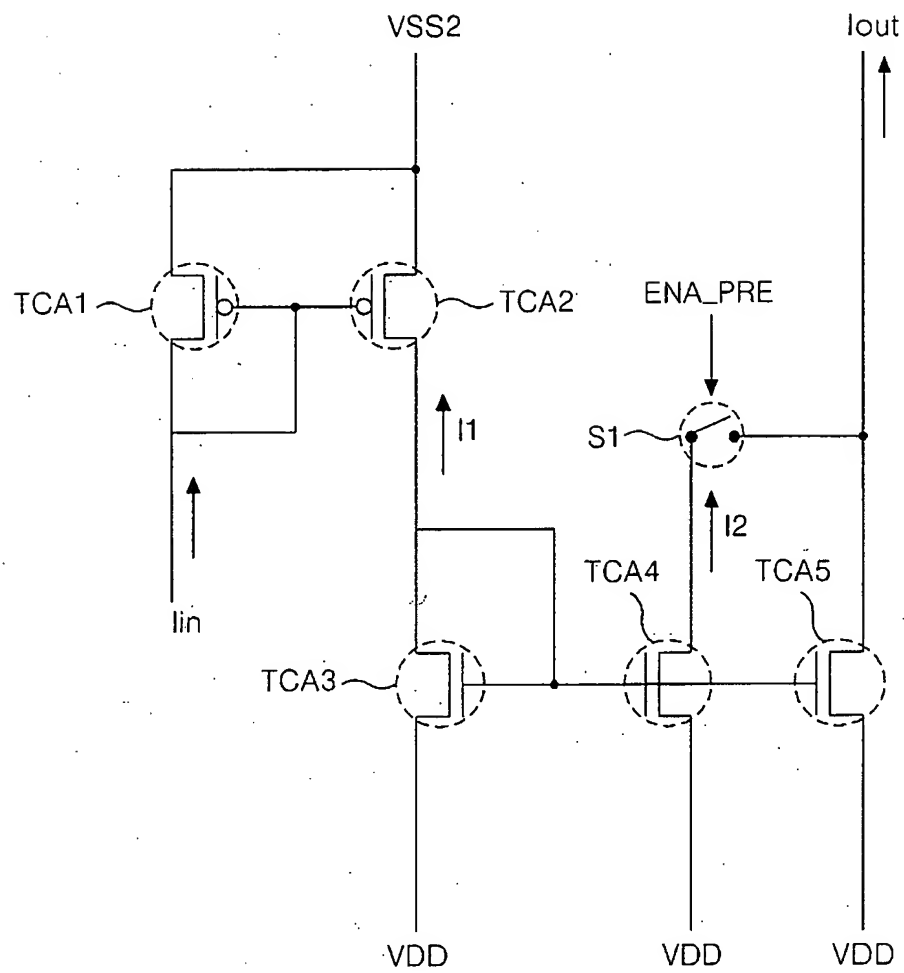 VSS2
Iout
TCA1
TCA2
ENA_PRE
I1
S1
I2
Iin
TCA4
TCA5
TCA3
VDD
VDD
VDD